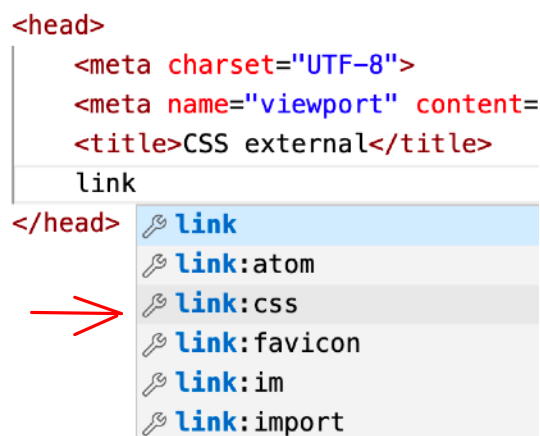 <head>
<meta charset="UTF-8">
<meta name="viewport" content=
<title>CSS external</title>
link
</head>
link
link:atom
link:css
link:favicon
link:im
link:import